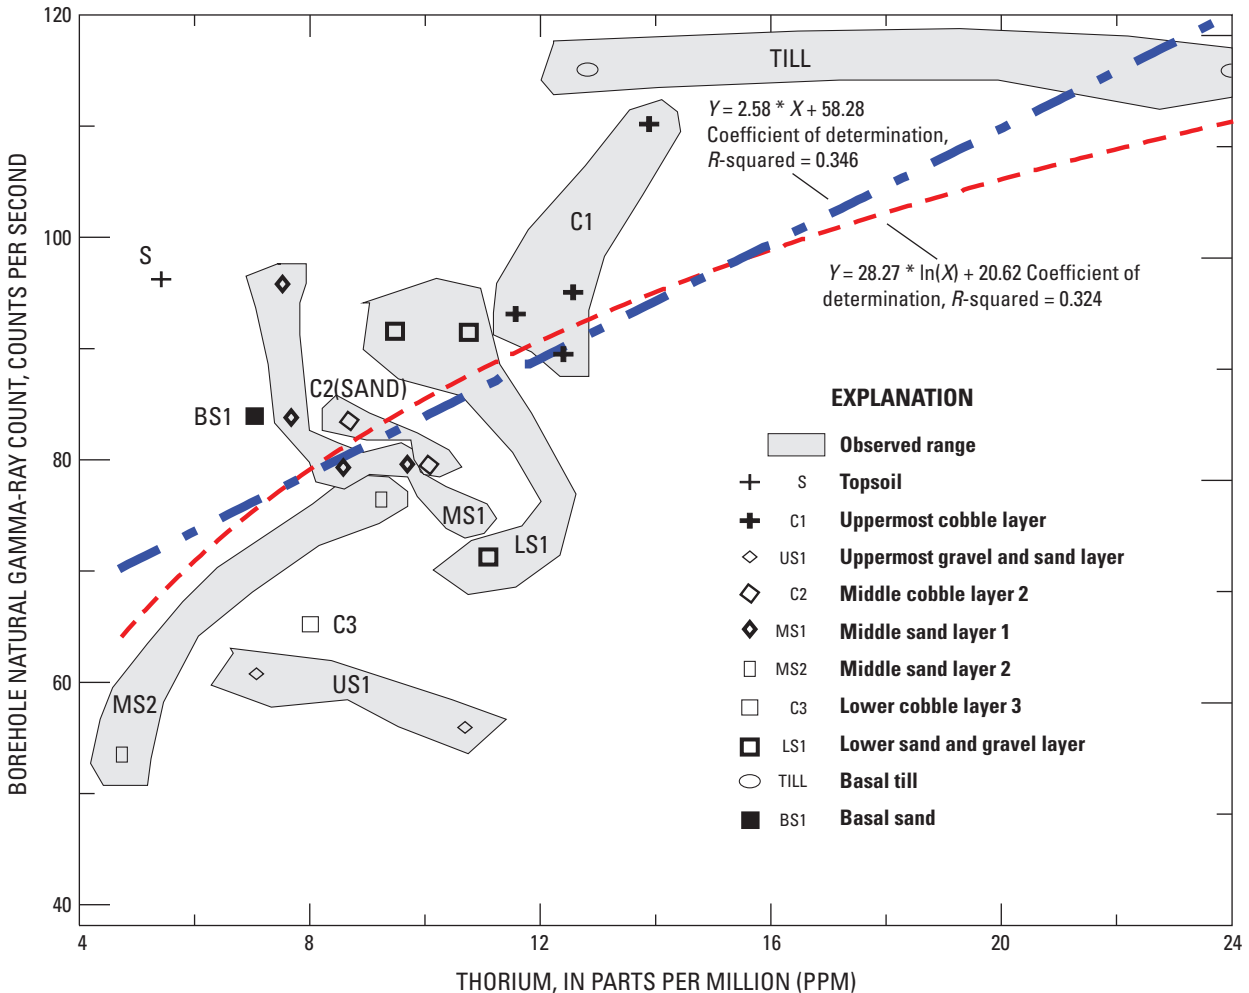 BOREHOLE NATURAL GAMMA-RAY COUNT, COUNTS PER SECOND
120
100
80
60
40
TILL
Y = 2.58 * X + 58.28
Coefficient of determination,
R-squared = 0.346
C1
S
Y = 28.27 * ln(X) + 20.62 Coefficient of
determination, R-squared = 0.324
C2(SAND)
BS1
MS1
LS1
C3
US1
MS2
EXPLANATION
Observed range
S Topsoil
C1 Uppermost cobble layer
US1 Uppermost gravel and sand layer
C2 Middle cobble layer 2
MS1 Middle sand layer 1
MS2 Middle sand layer 2
C3 Lower cobble layer 3
LS1 Lower sand and gravel layer
TILL Basal till
BS1 Basal sand
4 8 12 16 20 24
THORIUM, IN PARTS PER MILLION (PPM)